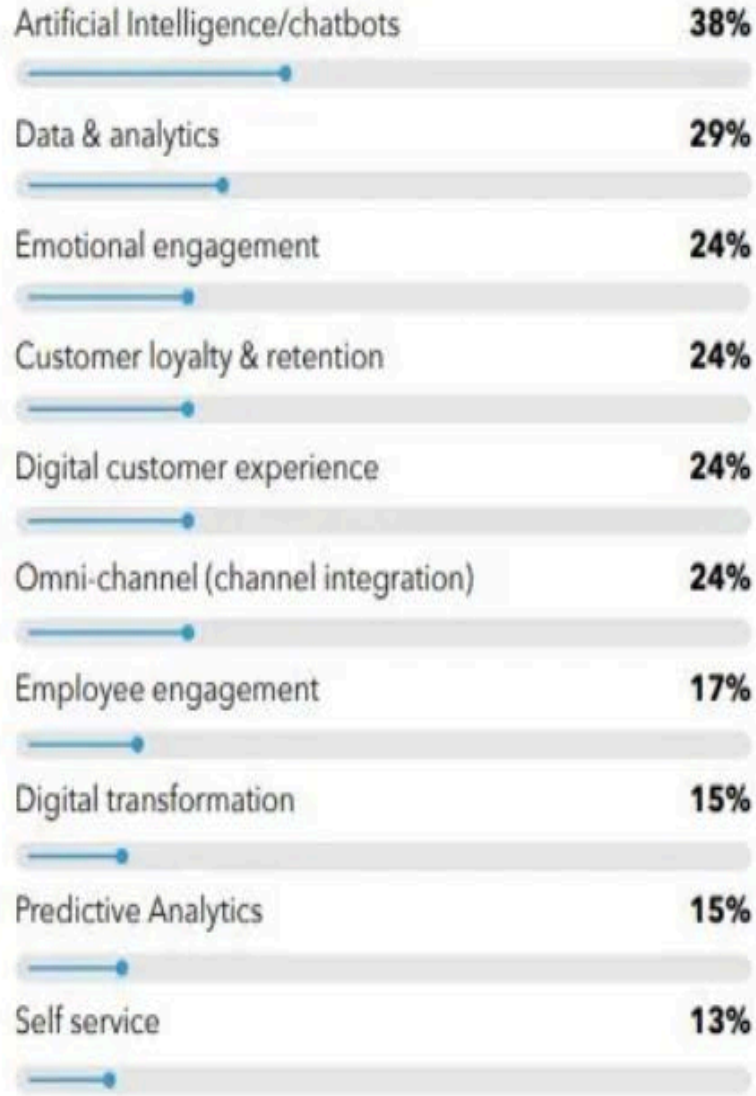 Artificial Intelligence/chatbots 38%
Data & analytics 29%
Emotional engagement 24%
Customer loyalty & retention 24%
Digital customer experience 24%
Omni-channel (channel integration) 24%
Employee engagement 17%
Digital transformation 15%
Predictive Analytics 15%
Self service 13%